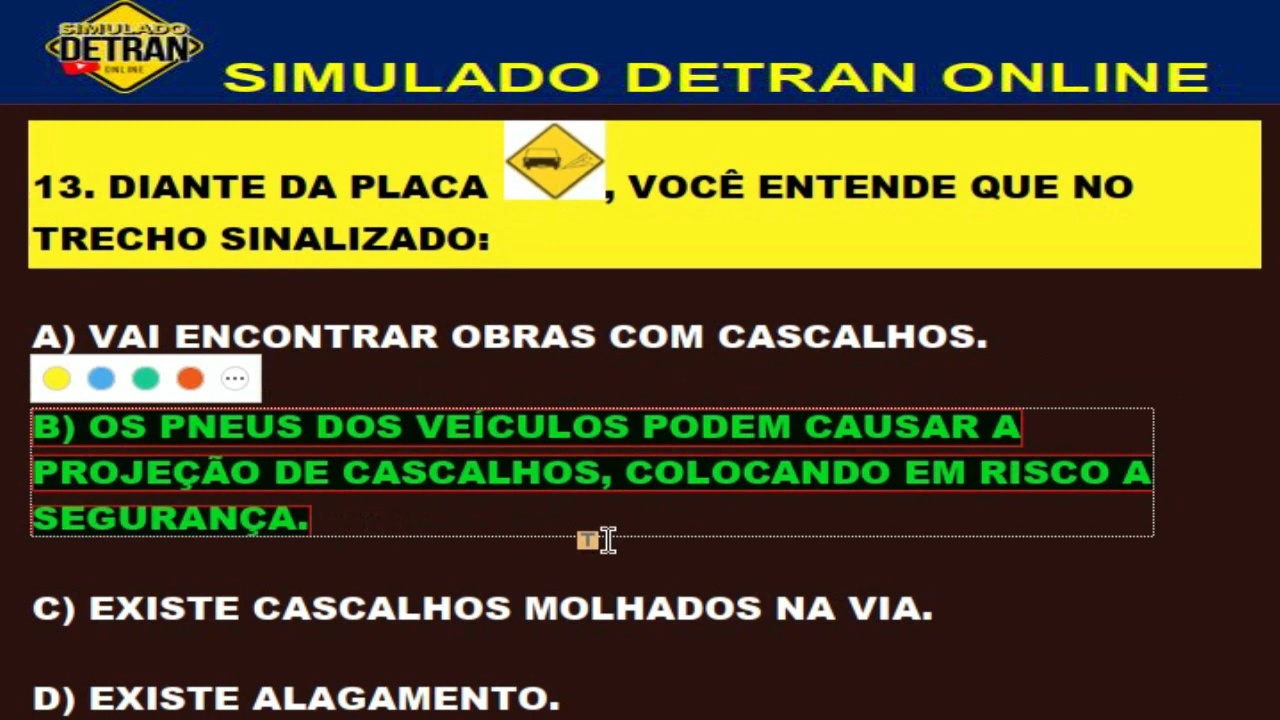 SIMULADO
DETRAN
ONLINE
SIMULADO DETRAN ONLINE
13. DIANTE DA PLACA , VOCÊ ENTENDE QUE NO
TRECHO SINALIZADO:
A) VAI ENCONTRAR OBRAS COM CASCALHOS.
B) OS PNEUS DOS VEÍCULOS PODEM CAUSAR A
PROJEÇÃO DE CASCALHOS, COLOCANDO EM RISCO A
SEGURANÇA.
T
C) EXISTE CASCALHOS MOLHADOS NA VIA.
D) EXISTE ALAGAMENTO.